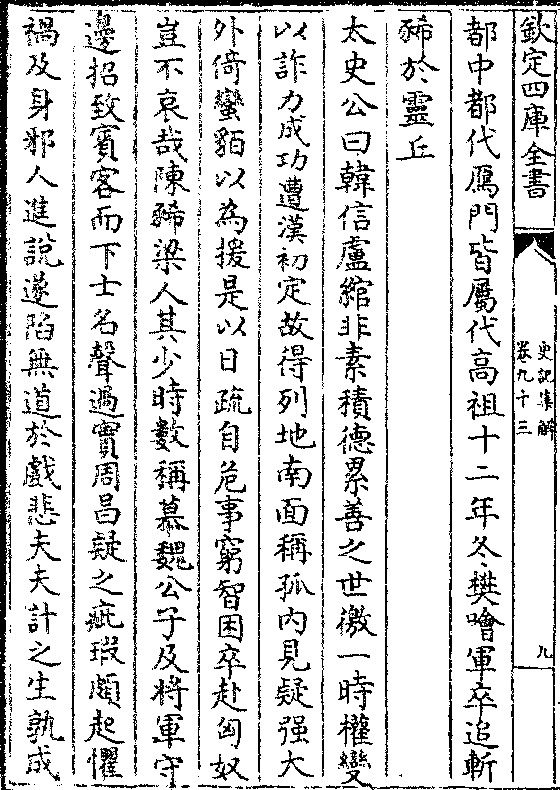 欽定四庫全書
史記集解
卷九十三
九
都中都代鴈門皆屬代高祖十二年冬樊噲軍卒追斬
豨於靈丘
太史公曰韓信盧綰非素積德累善之世徼一時權變
以詐力成功遭漢初定故得列地南面稱孤內見疑强大
外倚蠻貊以為援是以日疏自危事窮智困卒赴匈奴
豈不哀哉陳豨梁人其少時數稱慕魏公子及將軍守
邊招致賓客而下士名聲過實周昌疑之疵瑕頗起懼
禍及身邪人進說遂陷無道於戲悲夫夫計之生孰成